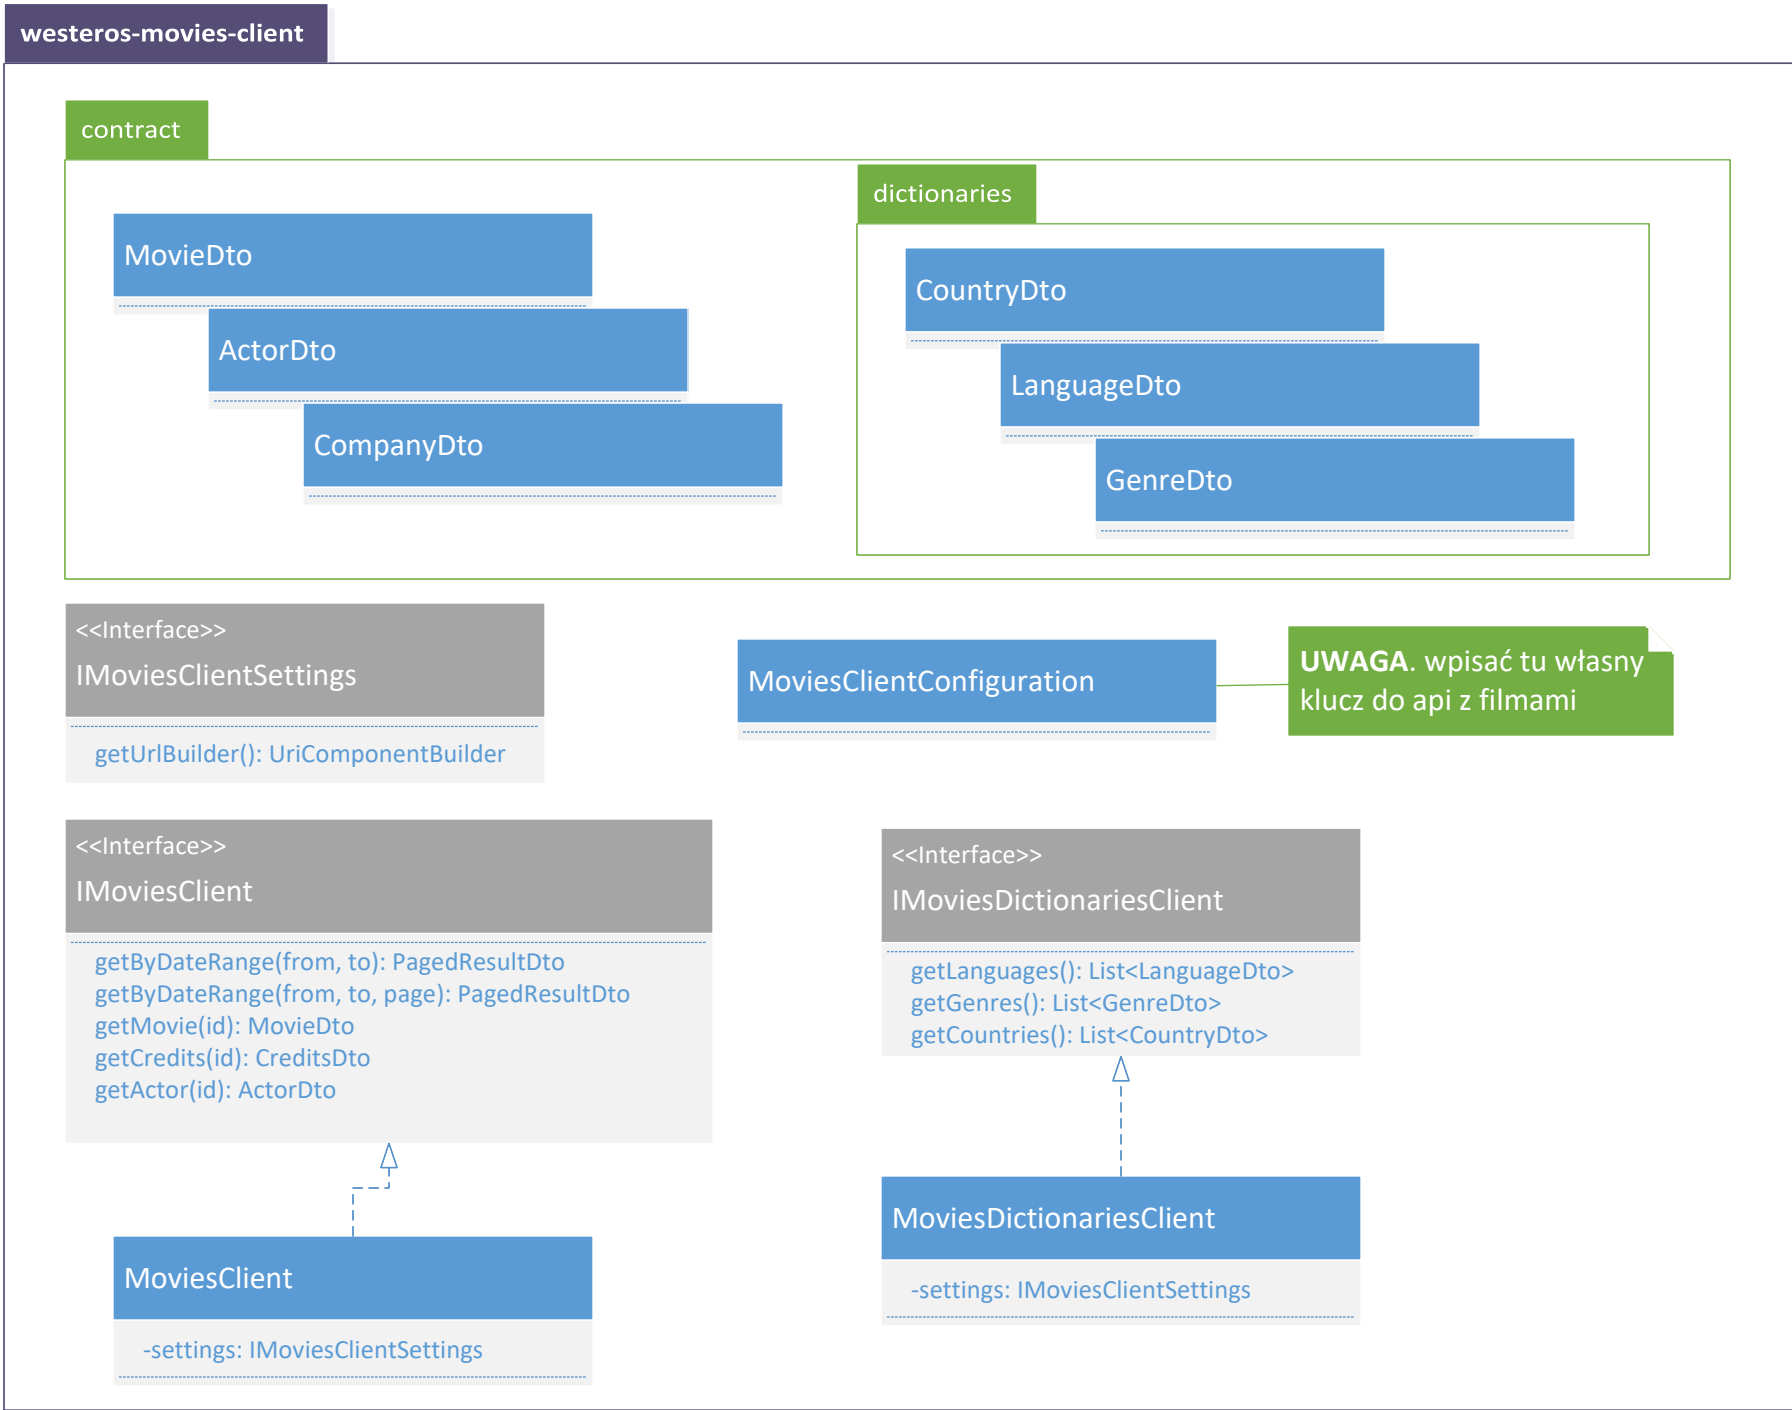 westeros-movies-client
contract
dictionaries
MovieDto
ActorDto
CompanyDto
CountryDto
LanguageDto
GenreDto
<<Interface>>
IMoviesClientSettings
getUrlBuilder(): UriComponentBuilder
MoviesClientConfiguration
UWAGA. wpisać tu własny
klucz do api z filmami
<<Interface>>
IMoviesClient
getByDateRange(from, to): PagedResultDto
getByDateRange(from, to, page): PagedResultDto
getMovie(id): MovieDto
getCredits(id): CreditsDto
getActor(id): ActorDto
<<Interface>>
IMoviesDictionariesClient
getLanguages(): List<LanguageDto>
getGenres(): List<GenreDto>
getCountries(): List<CountryDto>
MoviesClient
-settings: IMoviesClientSettings
MoviesDictionariesClient
-settings: IMoviesClientSettings